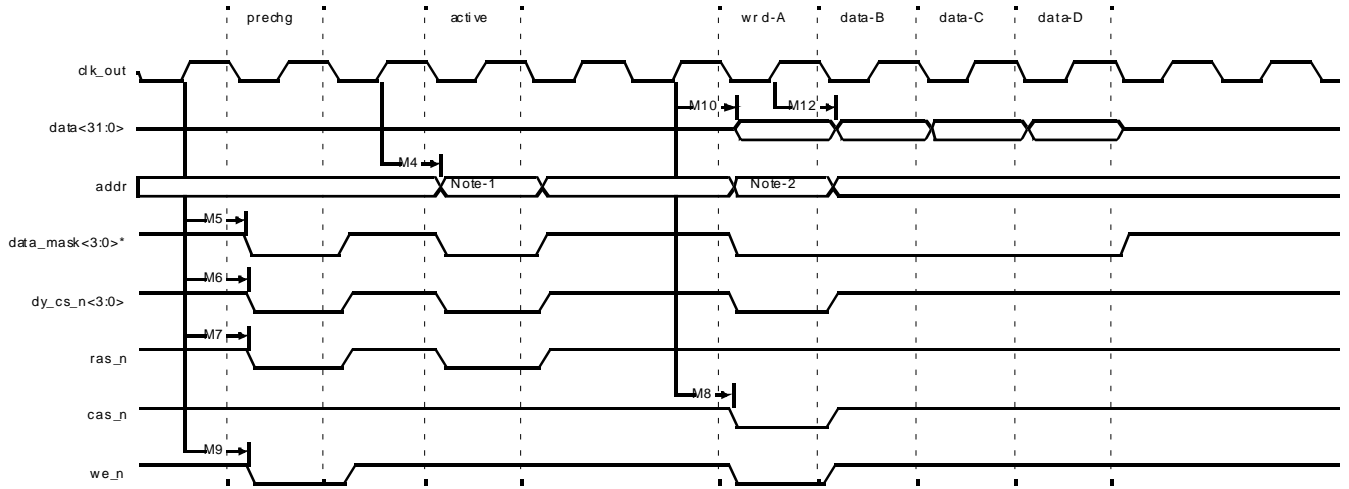 prechg active wrd-A data-B data-C data-D
clk_out
M10 M12
data<31:0>
M4
addr Note-1 Note-2
M5
data_mask<3:0>*
M6
dy_cs_n<3:0>
M7
ras_n
M8
cas_n
M9
we_n